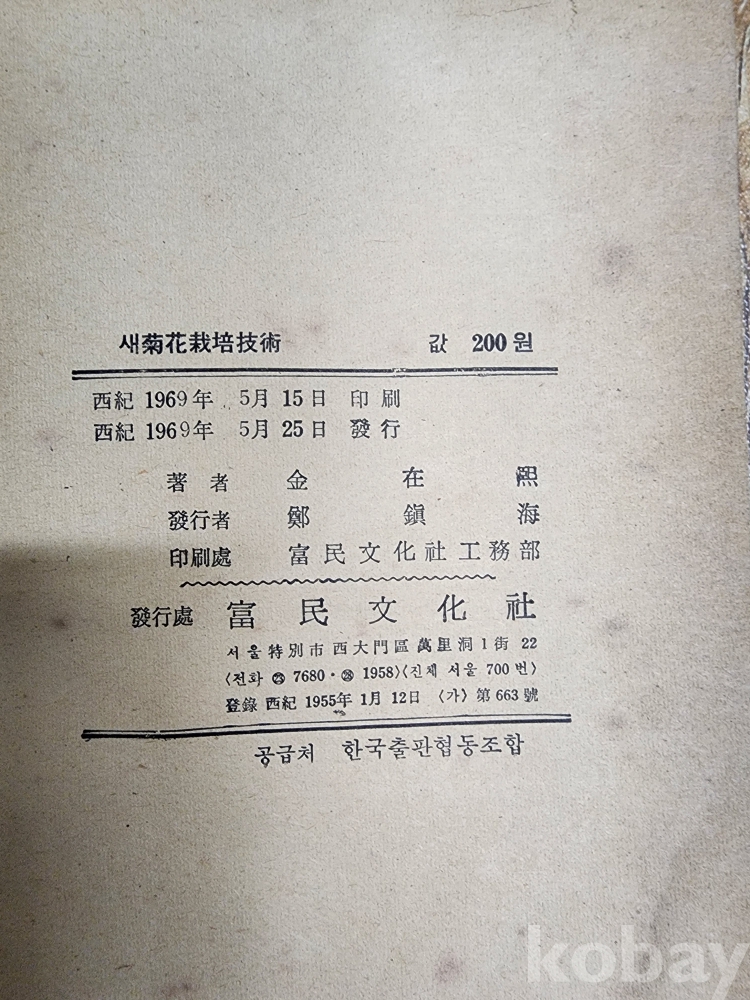 새菊花栽培技術 값 200원
西紀 1969年 5月 15日 印刷
西紀 1969年 5月 25日 發行
著者 金在熙
發行者 鄭鎭海
印刷處 富民文化社工務部
發行處 富民文化社
서울特別市西大門區萬里洞1街 22
〈전화 ㉓ 7680·㉘ 1958〉〈진체 서울 700번〉
登錄 西紀 1955年 1月 12日 〈가〉 第663號
공급처 한국출판협동조합
kobay